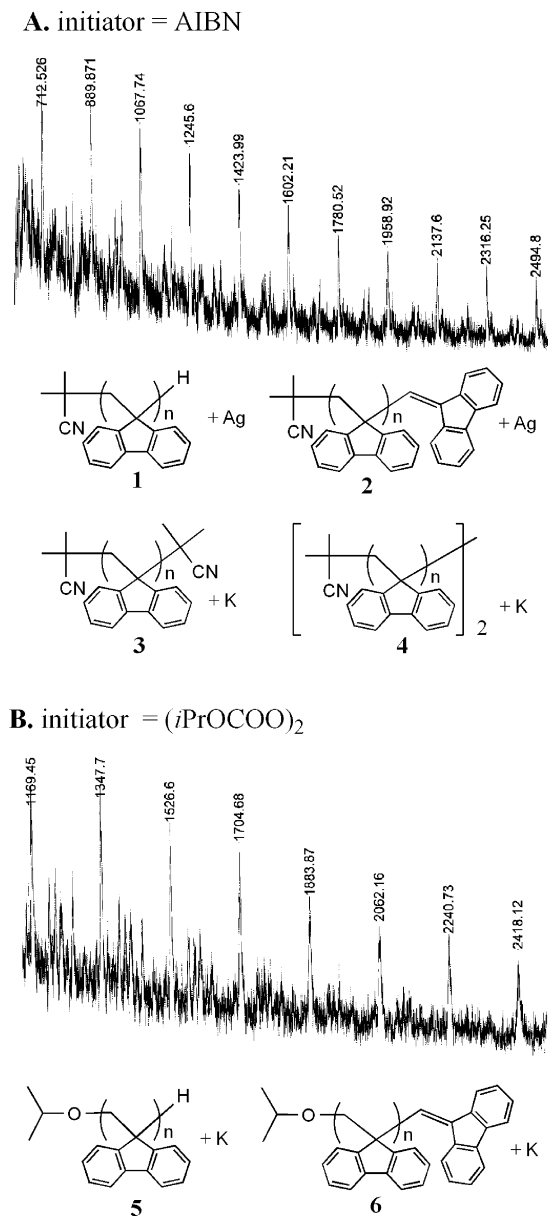 A. initiator = AIBN
712.526
889.871
1067.74
1245.6
1423.99
1602.21
1780.52
1958.92
2137.6
2316.25
2494.8
H
CN
n
+ Ag
1
CN
n
+ Ag
2
CN
n
CN
+ K
3
CN
n
2
+ K
4
B. initiator = (iPrOCOO)2
1169.45
1347.7
1526.6
1704.68
1883.87
2062.16
2240.73
2418.12
O
H
n
+ K
5
O
n
+ K
6